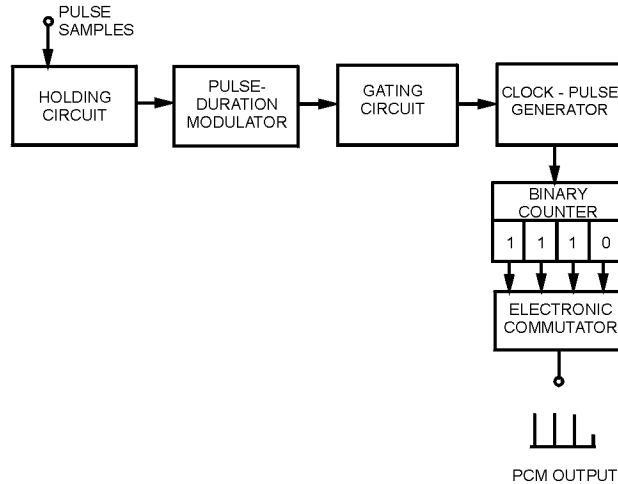 PULSE
SAMPLES
HOLDING
CIRCUIT
PULSE-
DURATION
MODULATOR
GATING
CIRCUIT
CLOCK - PULSE
GENERATOR
BINARY
COUNTER
1 1 1 0
ELECTRONIC
COMMUTATOR
PCM OUTPUT